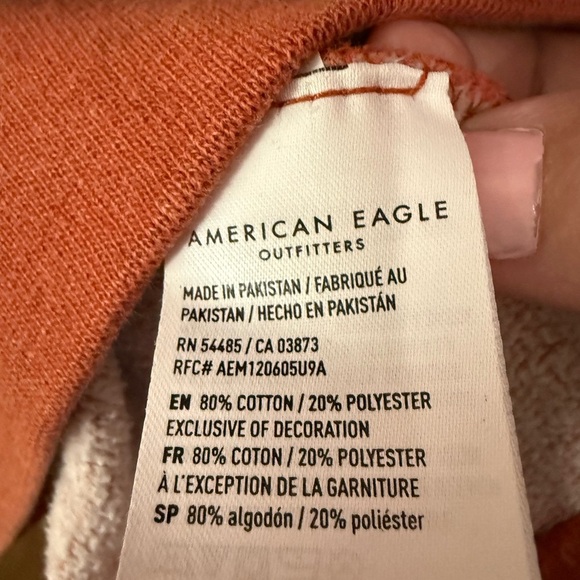 AMERICAN EAGLE
OUTFITTERS
MADE IN PAKISTAN / FABRIQUÉ AU
PAKISTAN / HECHO EN PAKISTÁN
RN 54485 / CA 03873
RFC# AEM120605U9A
EN 80% COTTON / 20% POLYESTER
EXCLUSIVE OF DECORATION
FR 80% COTON / 20% POLYESTER
À L'EXCEPTION DE LA GARNITURE
SP 80% algodón / 20% poliéster